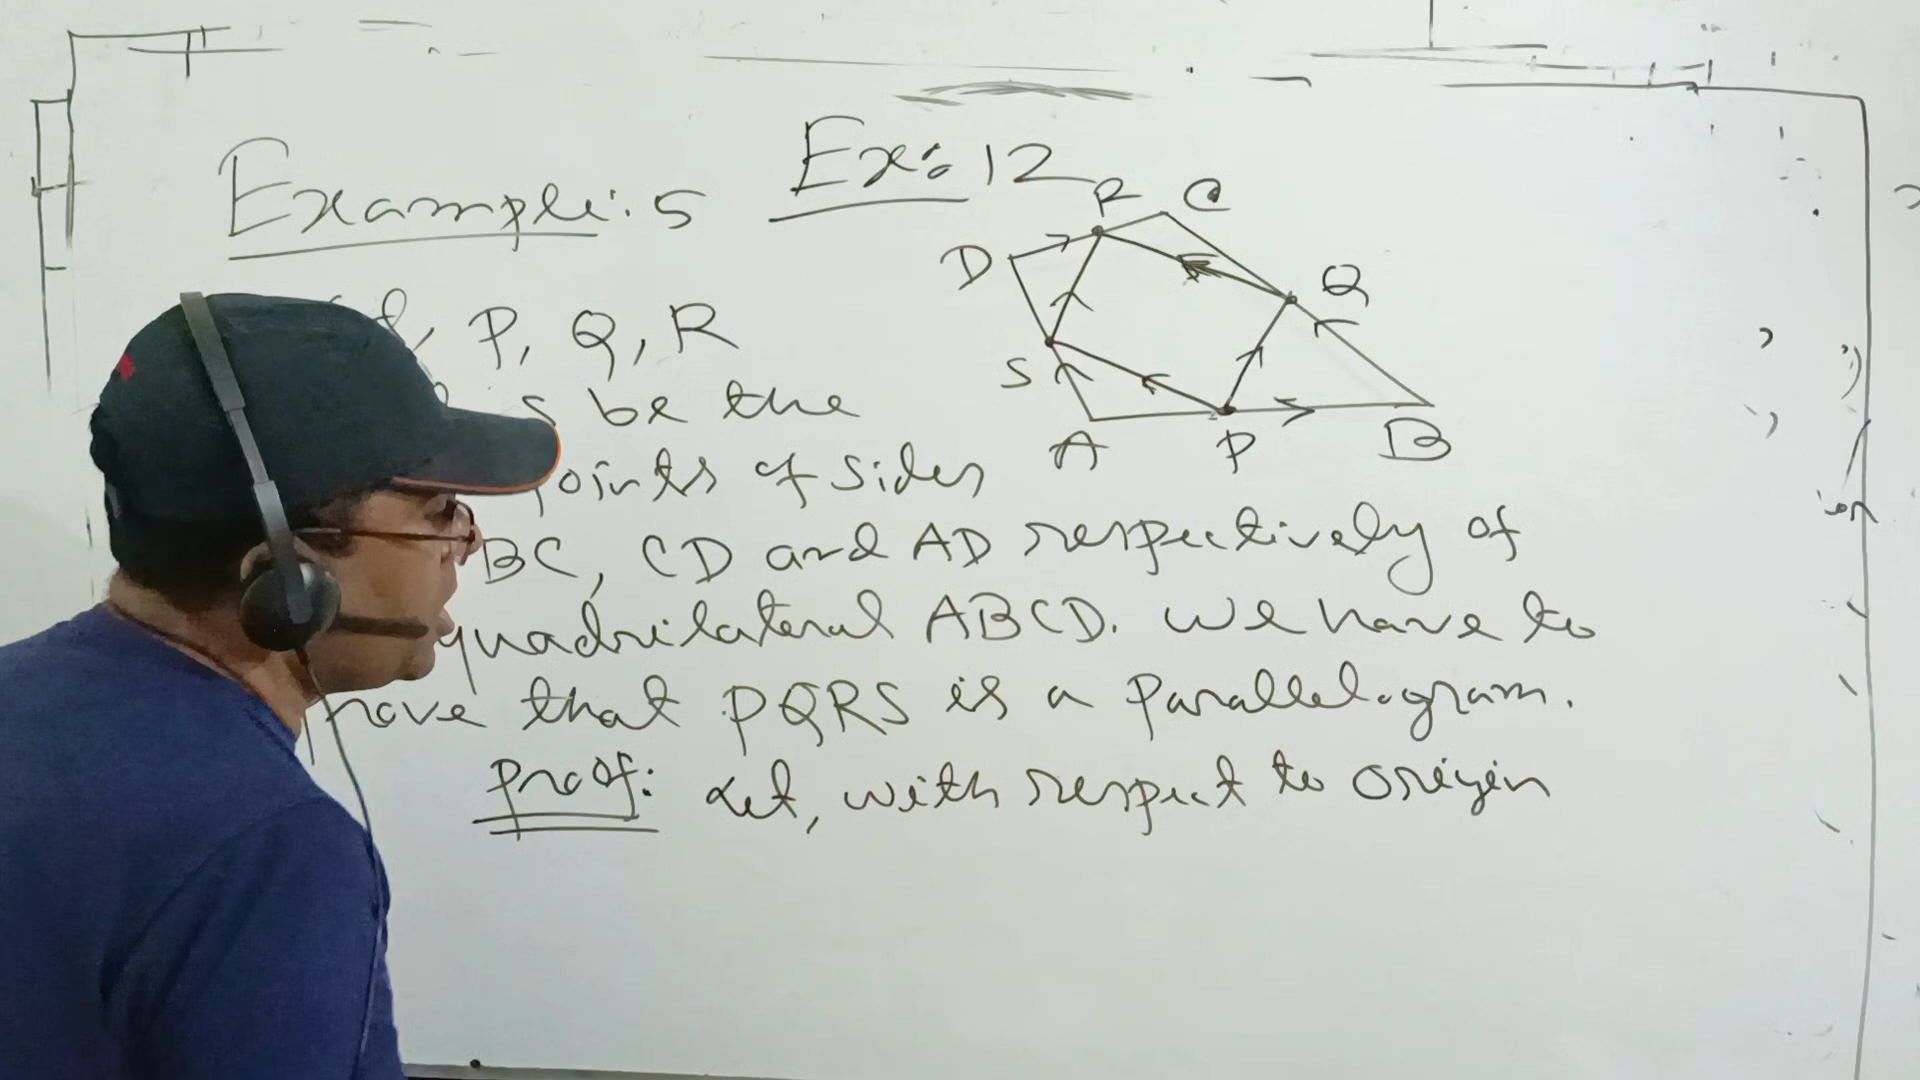 Example: 5
Ex: 12
R C
D
Q
S
A P B
P, Q, R
S be the
points of sides
BC, CD and AD respectively of
quadrilateral ABCD. We have to
prove that PQRS is a parallelogram.
Proof: Let, with respect to origin